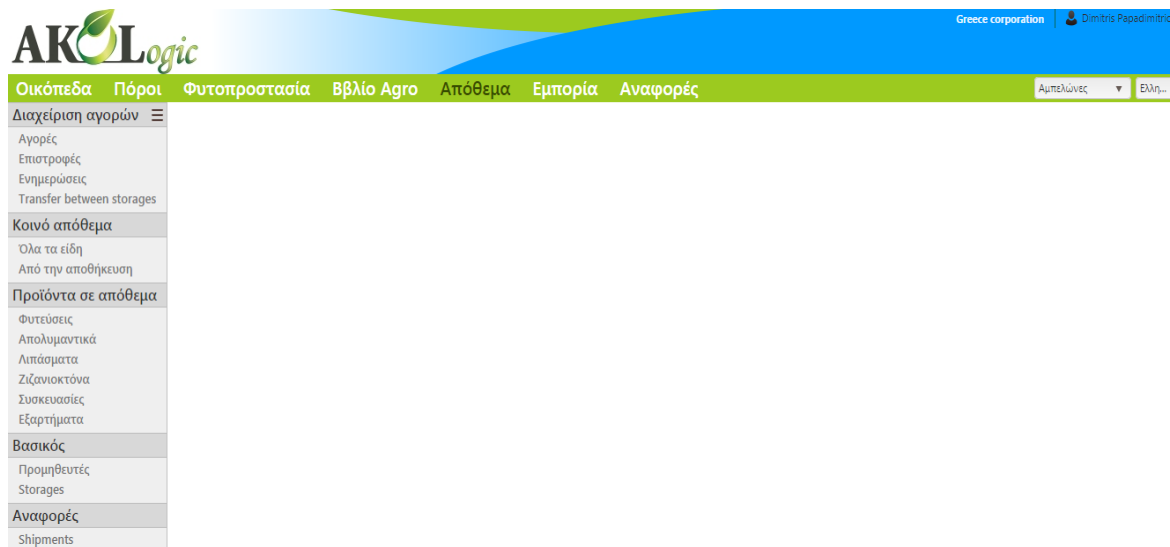 AKOLogic
Greece corporation
Dimitris Papadimitrio
Οικόπεδα Πόροι Φυτοπροστασία Ββλίο Agro Απόθεμα Εμπορία Αναφορές
Αμπελώνες
Ελλη...
Διαχείριση αγορών
Αγορές
Επιστροφές
Ενημερώσεις
Transfer between storages
Κοινό απόθεμα
Όλα τα είδη
Από την αποθήκευση
Προϊόντα σε απόθεμα
Φυτεύσεις
Απολυμαντικά
Λιπάσματα
Ζιζανιοκτόνα
Συσκευασίες
Εξαρτήματα
Βασικός
Προμηθευτές
Storages
Αναφορές
Shipments